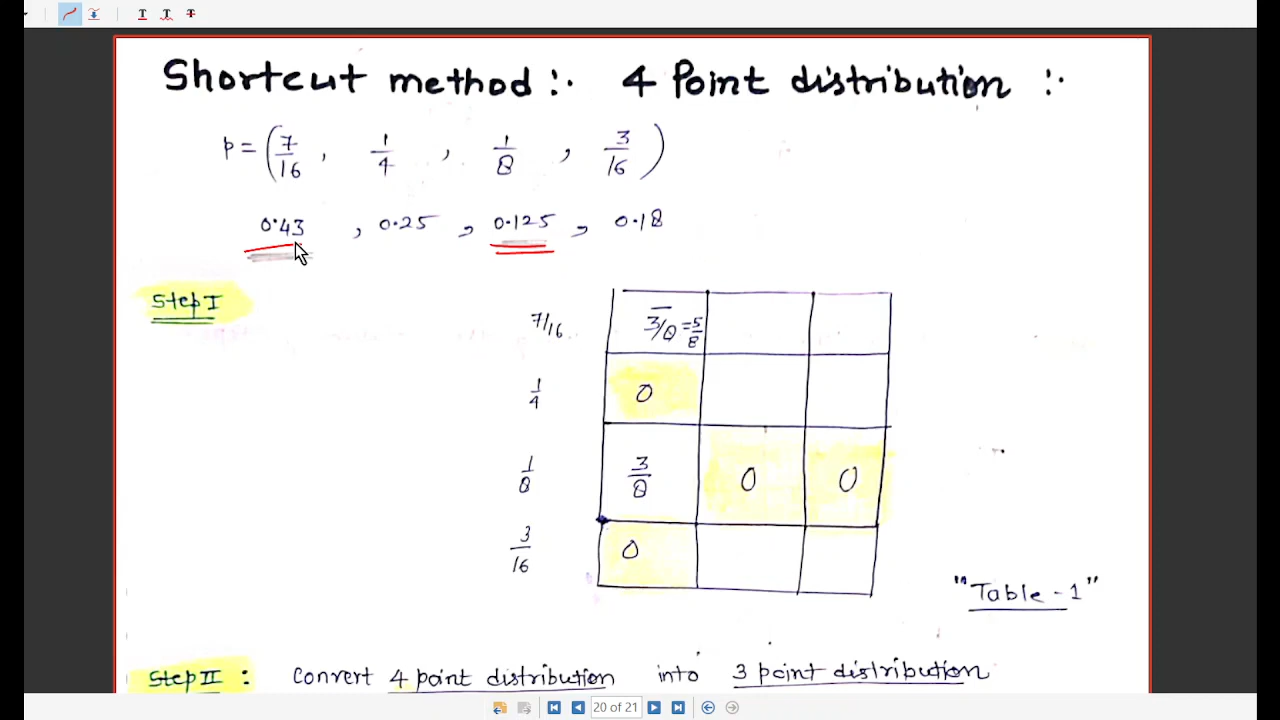 Shortcut method :. 4 Point distribution :.
p = ( 7/16 , 1/4 , 1/8 , 3/16 )
0.43 , 0.25 , 0.125 , 0.18
Step I
7/16 3/8 = 5/8
1/4 0
1/8 3/8 0 0
3/16 0
"Table - 1"
Step II : Convert 4 point distribution into 3 point distribution
20 of 21